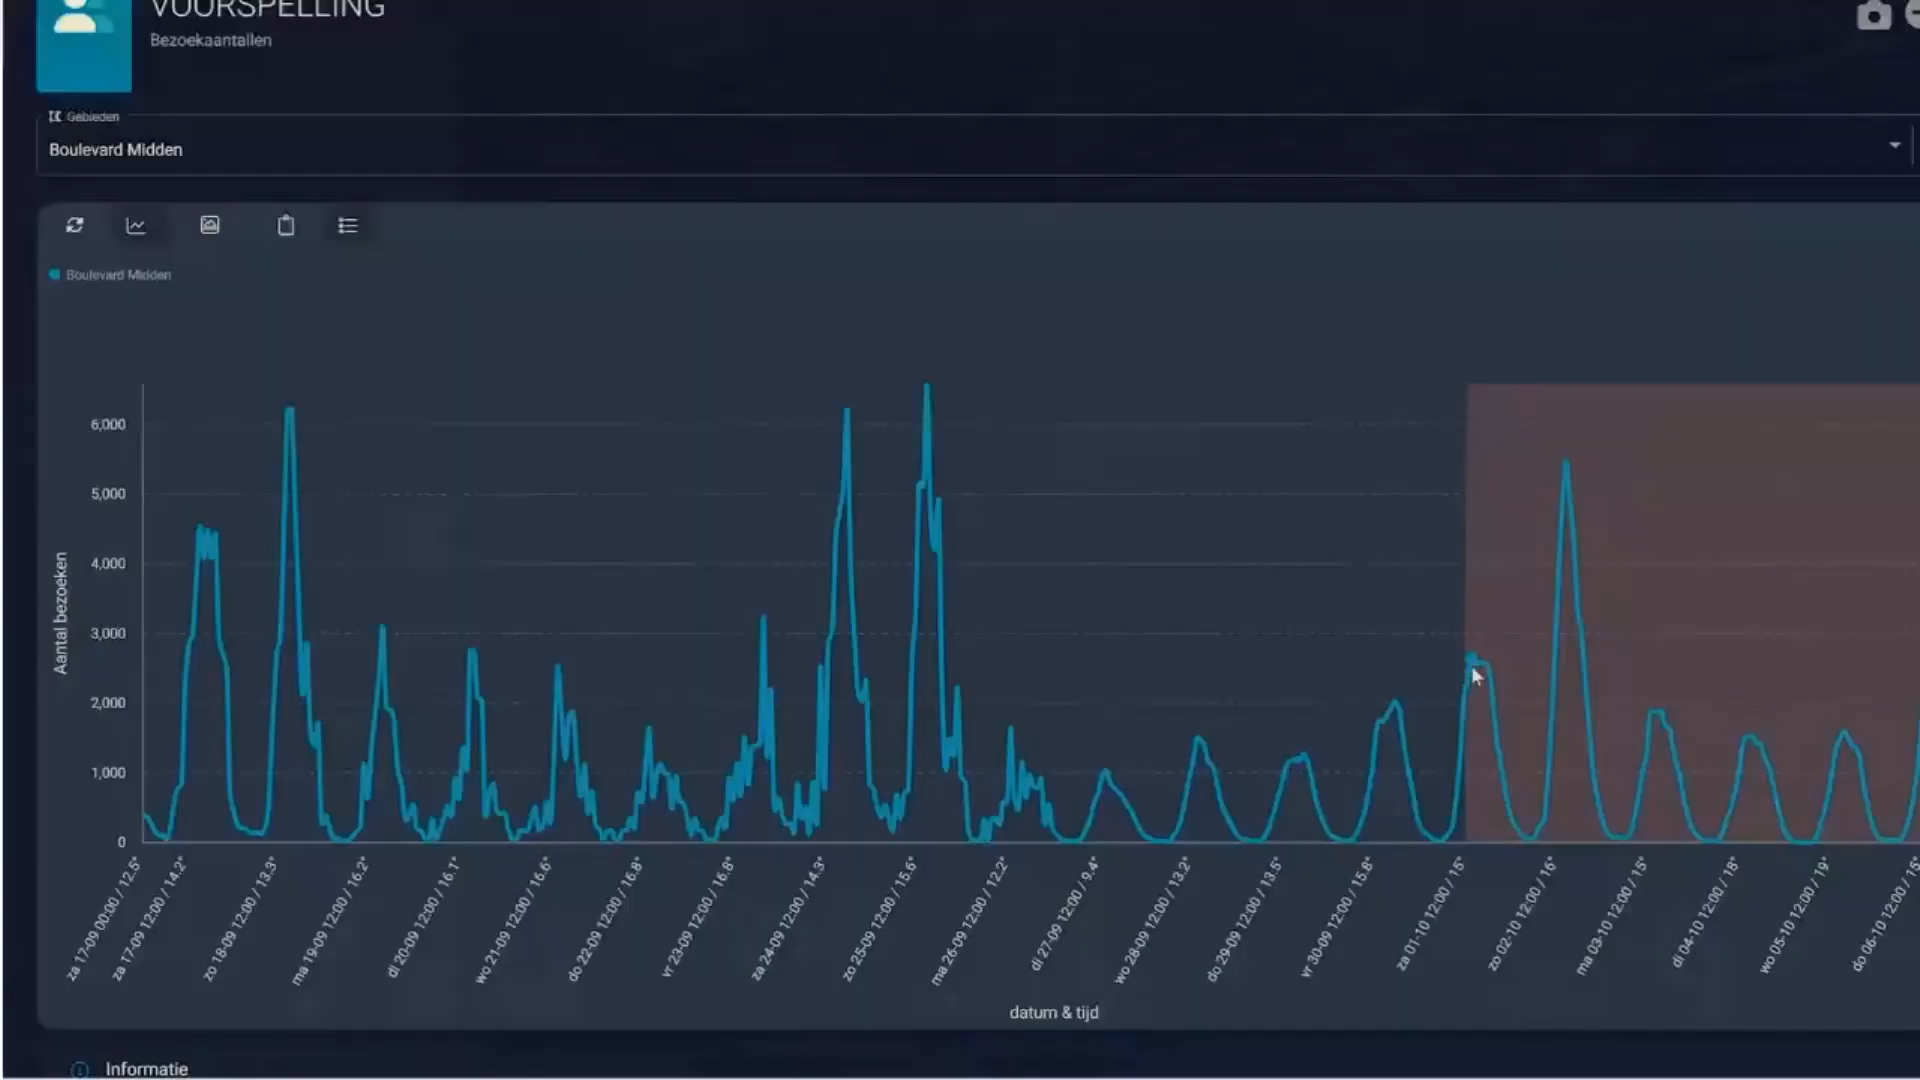 VOORSPELLING
Bezoekaantallen
Gebieden
Boulevard Midden
Boulevard Midden
Aantal bezoeken
6,000
5,000
4,000
3,000
2,000
1,000
0
za 17-09 00:00 / 12.5°
za 17-09 12:00 / 14.2°
zo 18-09 12:00 / 13.3°
ma 19-09 12:00 / 16.2°
di 20-09 12:00 / 16.1°
wo 21-09 12:00 / 16.6°
do 22-09 12:00 / 16.8°
vr 23-09 12:00 / 16.8°
za 24-09 12:00 / 14.3°
zo 25-09 12:00 / 15.6°
ma 26-09 12:00 / 12.2°
di 27-09 12:00 / 9.4°
wo 28-09 12:00 / 13.2°
do 29-09 12:00 / 13.5°
vr 30-09 12:00 / 15.8°
za 01-10 12:00 / 15°
zo 02-10 12:00 / 16°
ma 03-10 12:00 / 15°
di 04-10 12:00 / 18°
wo 05-10 12:00 / 19°
do 06-10 12:00 / 15°
datum & tijd
Informatie